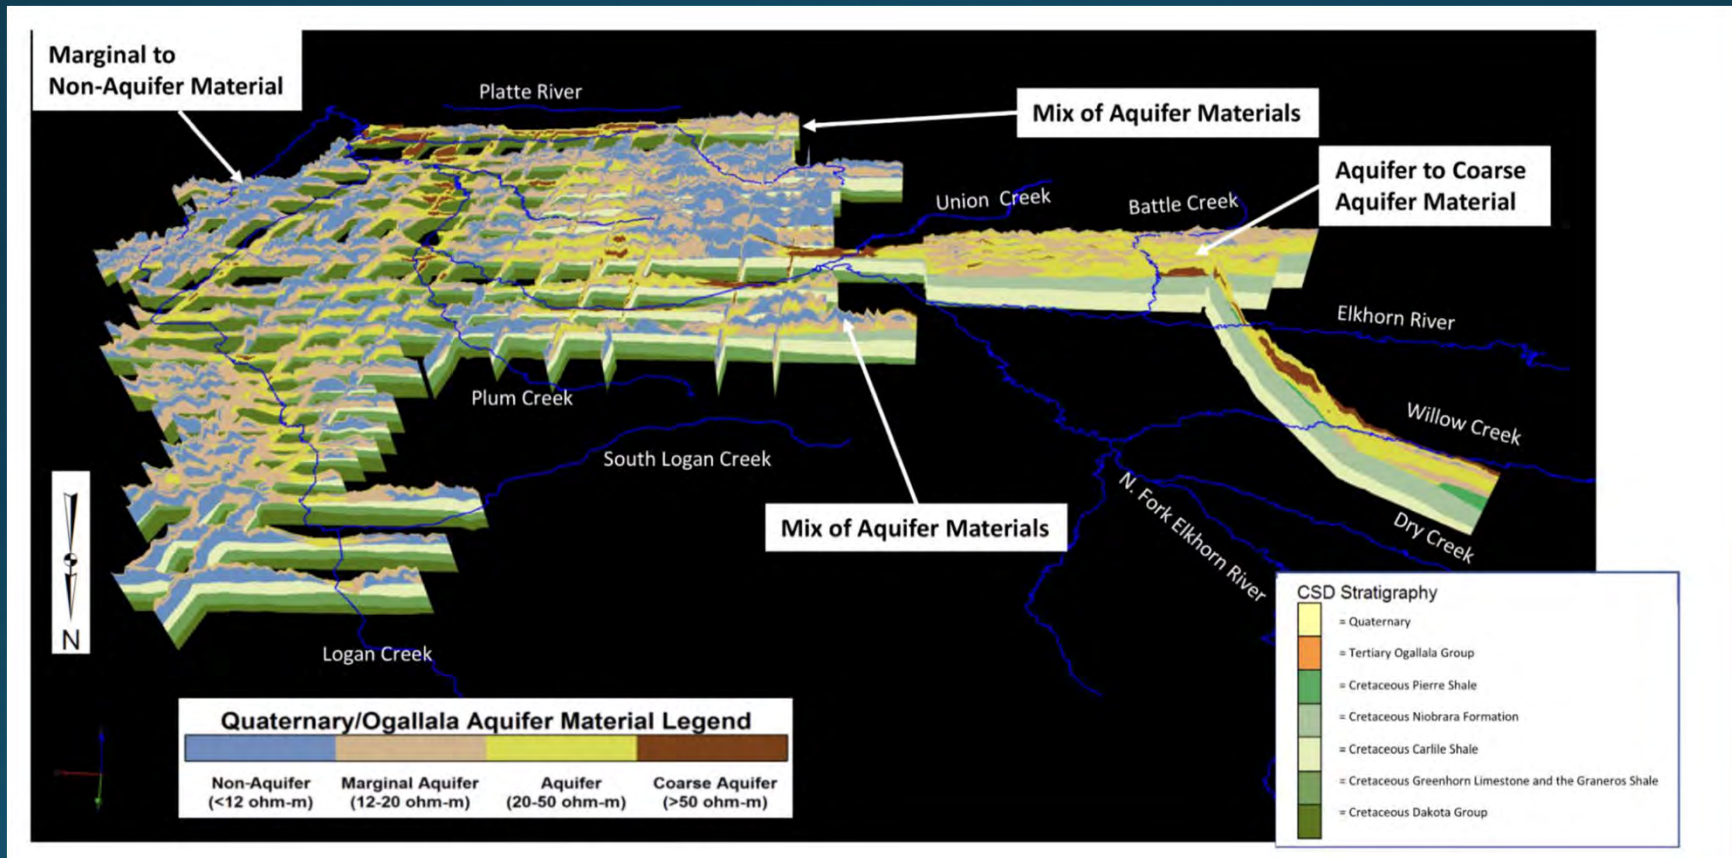 Marginal to
Non-Aquifer Material
Platte River
Mix of Aquifer Materials
Aquifer to Coarse
Aquifer Material
Union Creek
Battle Creek
Elkhorn River
Willow Creek
Plum Creek
South Logan Creek
Mix of Aquifer Materials
N. Fork Elkhorn River
Dry Creek
N
Logan Creek
CSD Stratigraphy
= Quaternary
= Tertiary Ogallala Group
= Cretaceous Pierre Shale
= Cretaceous Niobrara Formation
= Cretaceous Carlile Shale
= Cretaceous Greenhorn Limestone and the Graneros Shale
= Cretaceous Dakota Group
Quaternary/Ogallala Aquifer Material Legend
Non-Aquifer Marginal Aquifer Aquifer Coarse Aquifer
(<12 ohm-m) (12-20 ohm-m) (20-50 ohm-m) (>50 ohm-m)